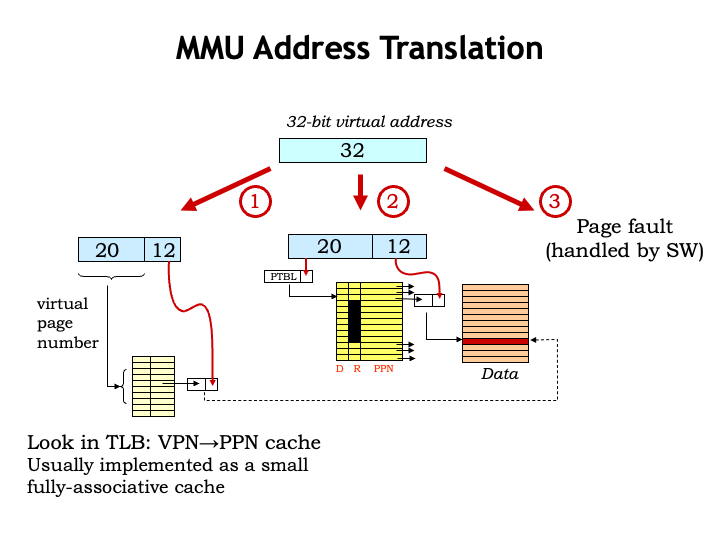 MMU Address Translation
32-bit virtual address
32
1
2
3
Page fault
(handled by SW)
20 12
20 12
PTBL
virtual
page
number
D R PPN
Data
Look in TLB: VPN→PPN cache
Usually implemented as a small
fully-associative cache